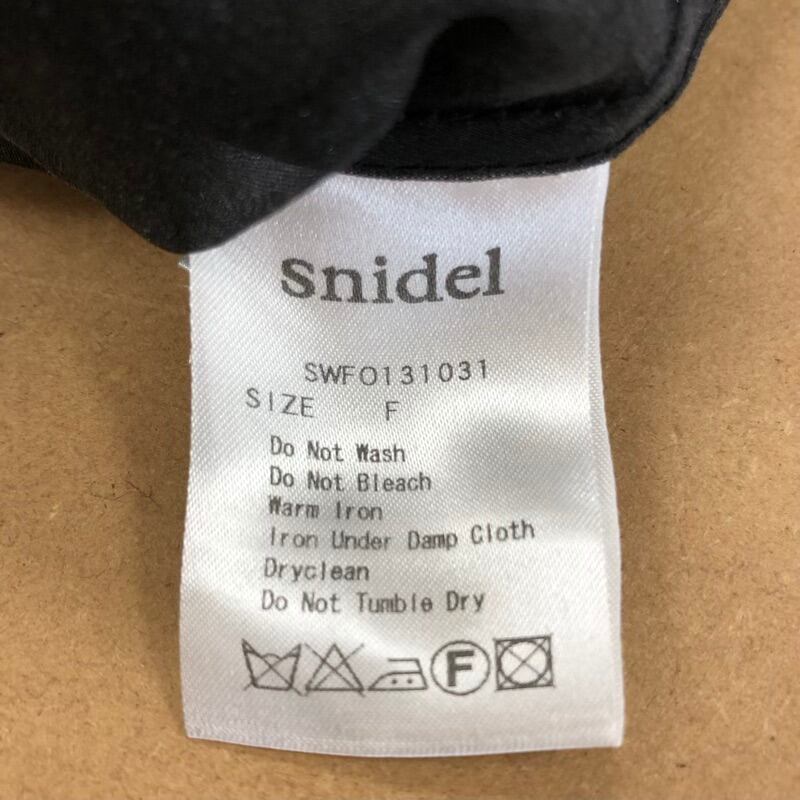 snidel
SWFO131031
SIZE F
Do Not Wash
Do Not Bleach
Warm Iron
Iron Under Damp Cloth
Dryclean
Do Not Tumble Dry
F